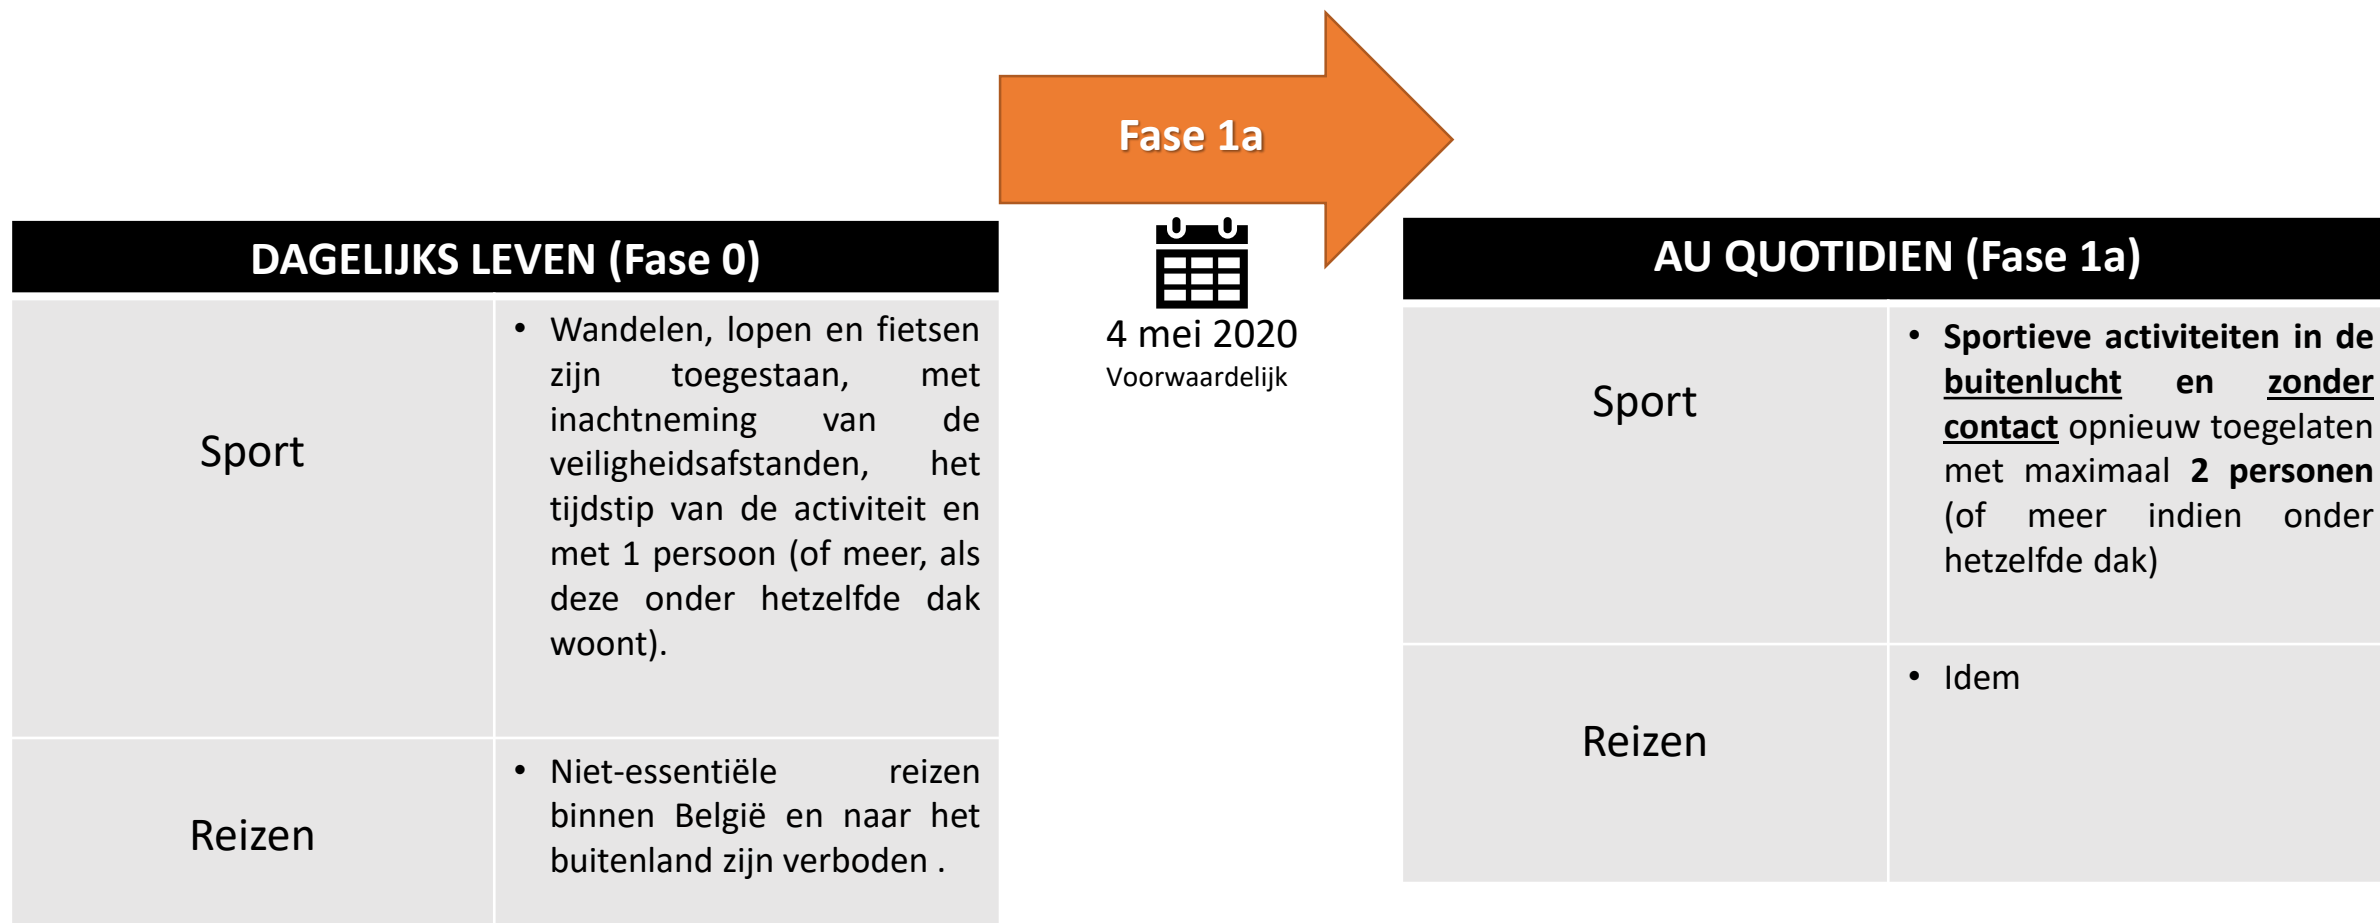 Fase 1a
DAGELIJKS LEVEN (Fase 0)
Sport
• Wandelen, lopen en fietsen
zijn toegestaan, met
inachtneming van de
veiligheidsafstanden, het
tijdstip van de activiteit en
met 1 persoon (of meer, als
deze onder hetzelfde dak
woont).
Reizen
• Niet-essentiële reizen
binnen België en naar het
buitenland zijn verboden .
4 mei 2020
Voorwaardelijk
AU QUOTIDIEN (Fase 1a)
Sport
• Sportieve activiteiten in de
buitenlucht en zonder
contact opnieuw toegelaten
met maximaal 2 personen
(of meer indien onder
hetzelfde dak)
Reizen
• Idem